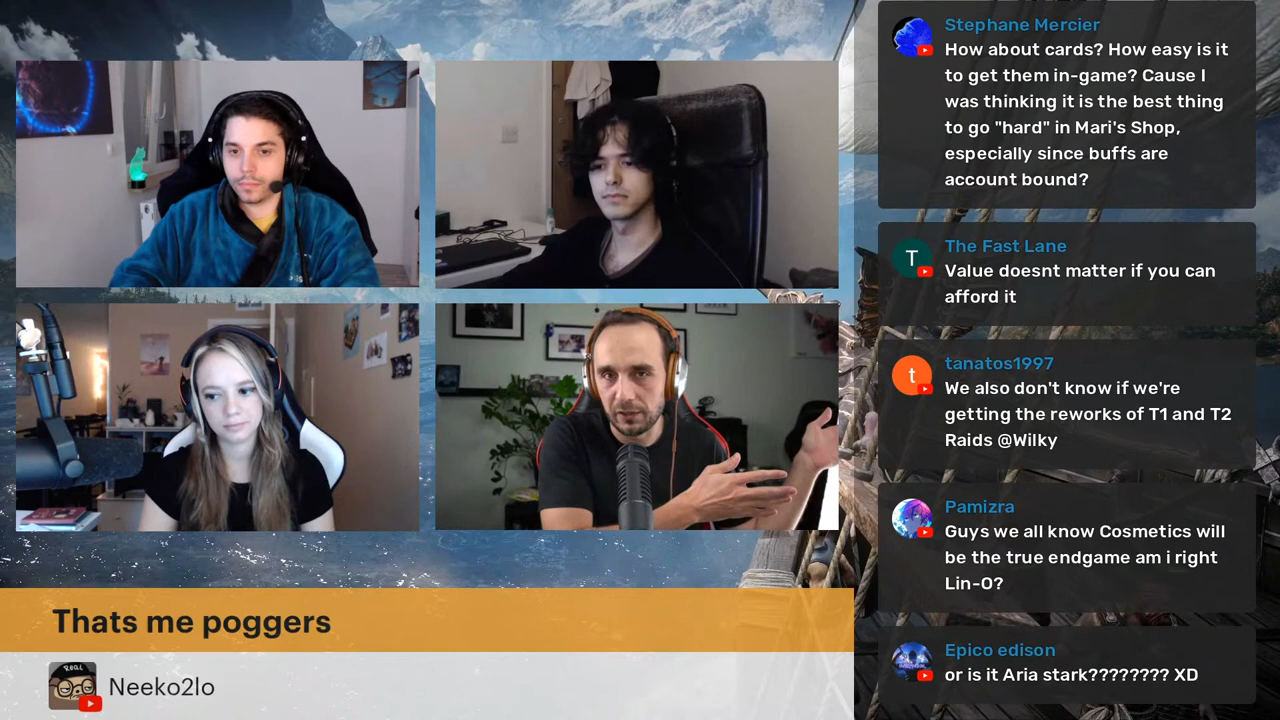 Stephane Mercier
How about cards? How easy is it
to get them in-game? Cause I
was thinking it is the best thing
to go "hard" in Mari's Shop,
especially since buffs are
account bound?
T
The Fast Lane
Value doesnt matter if you can
afford it
t
tanatos1997
We also don't know if we're
getting the reworks of T1 and T2
Raids @Wilky
Pamizra
Guys we all know Cosmetics will
be the true endgame am i right
Lin-O?
Epico edison
or is it Aria stark???????? XD
Thats me poggers
REAL
Neeko2lo